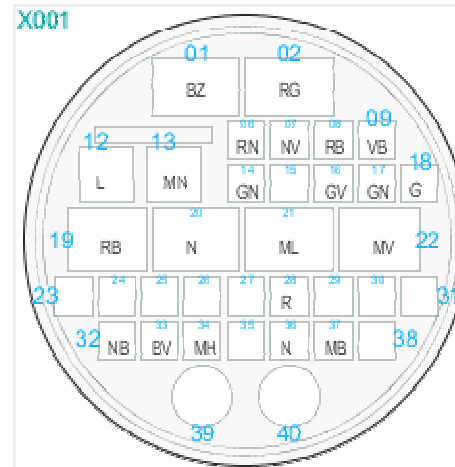 X001
01 02
BZ RG
06 07 08 09
RN NV RB VB
12 13
L MN
14 15 16 17 18
GN GV GN G
19 20 21 22
RB N ML MV
23 24 25 26 27 28 29 30 31
R
32 33 34 35 36 37 38
NB BV MH N MB
39 40